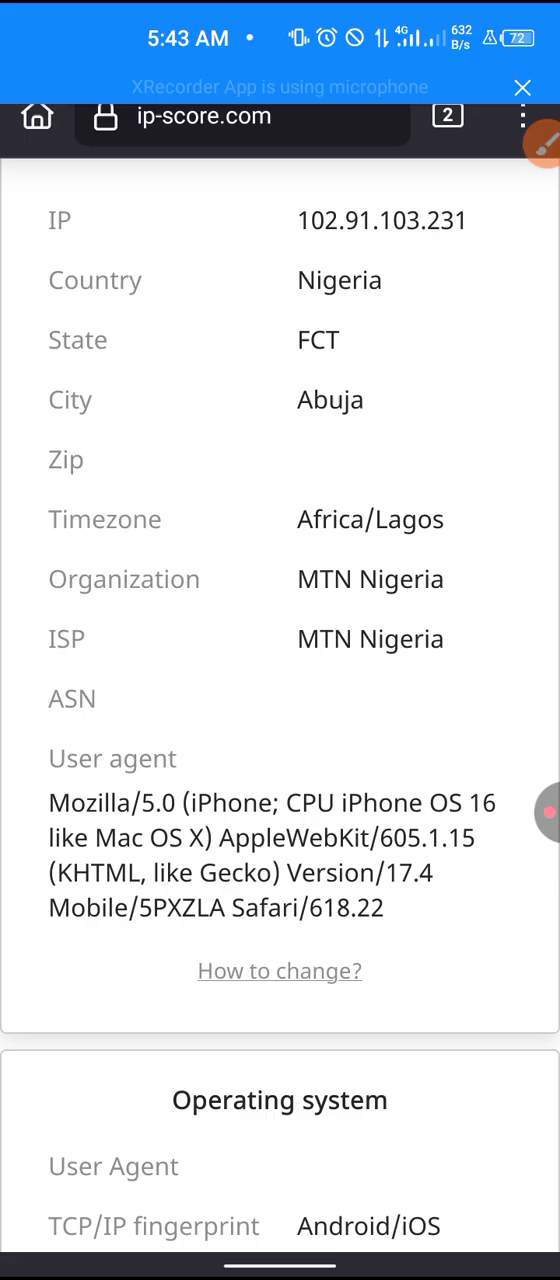 5:43 AM • 4G 632 B/s 72
XRecorder App is using microphone
ip-score.com 2
IP 102.91.103.231
Country Nigeria
State FCT
City Abuja
Zip
Timezone Africa/Lagos
Organization MTN Nigeria
ISP MTN Nigeria
ASN
User agent
Mozilla/5.0 (iPhone; CPU iPhone OS 16
like Mac OS X) AppleWebKit/605.1.15
(KHTML, like Gecko) Version/17.4
Mobile/5PXZLA Safari/618.22
How to change?
Operating system
User Agent
TCP/IP fingerprint Android/iOS